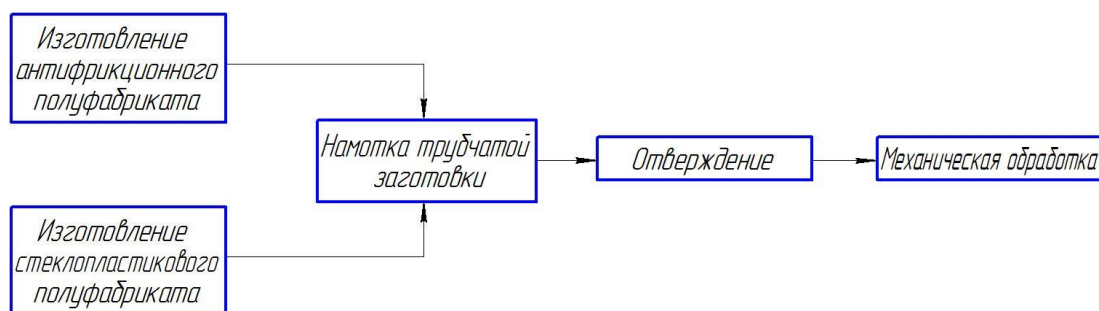 Изготовление
антифрикционного
полуфабриката
Намотка трубчатой
заготовки
Отверждение
Механическая обработка
Изготовление
стеклопластикового
полуфабриката